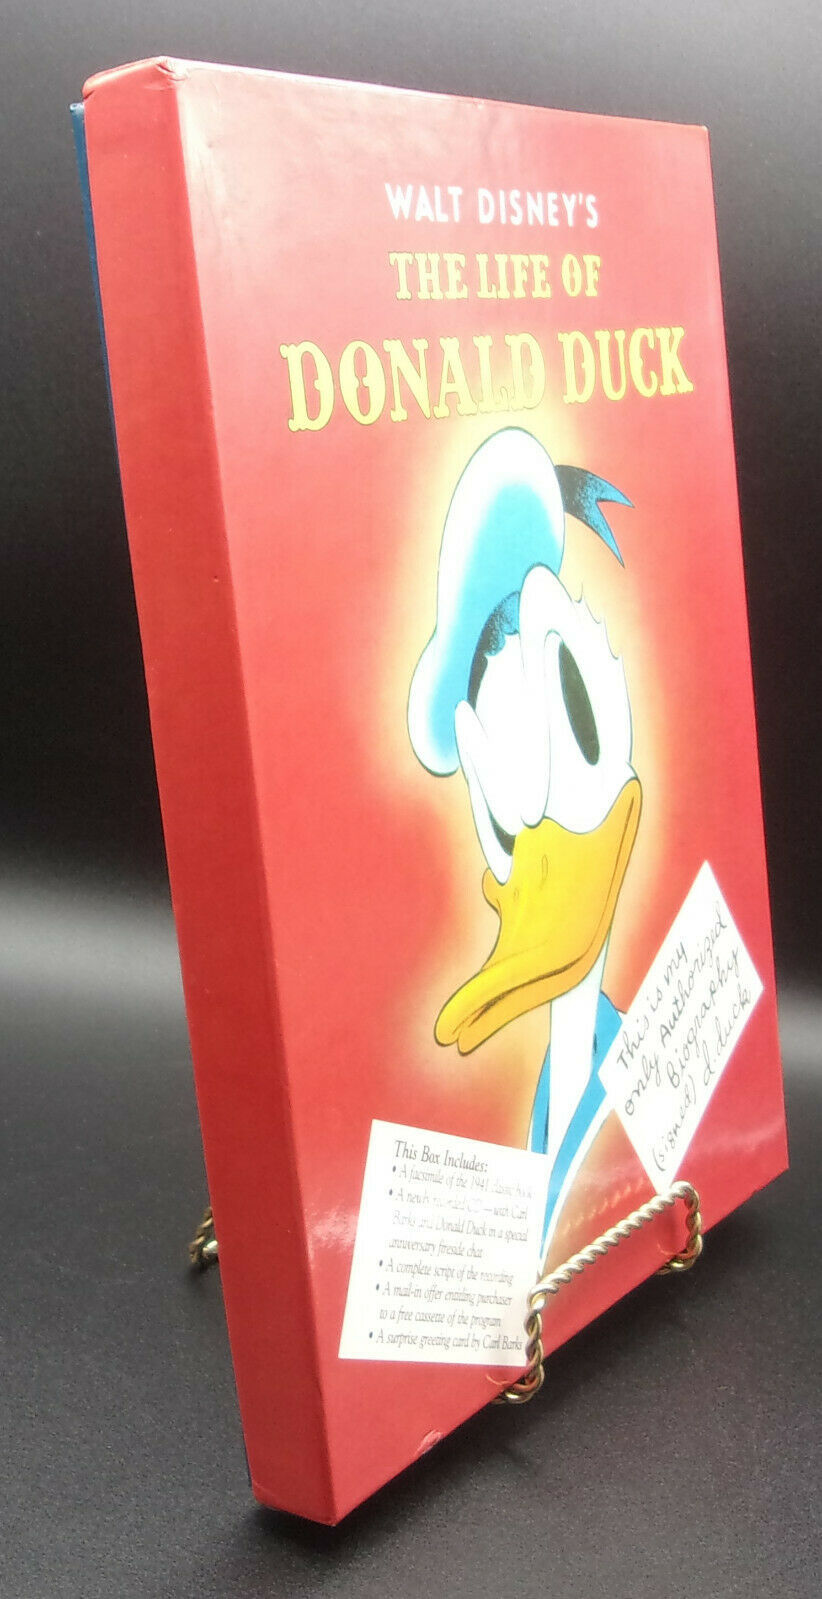 WALT DISNEY'S
THE LIFE OF
DONALD DUCK
This is my
only Authorized
Biography
(signed) d. duck
This Box Includes:
• A facsimile of the 1941 classic book
• A newly recorded CD—with Carl
Barks and Donald Duck in a special
anniversary fireside chat
• A complete script of the recording
• A mail-in offer entitling purchaser
to a free cassette of the program
• A surprise greeting card by Carl Barks